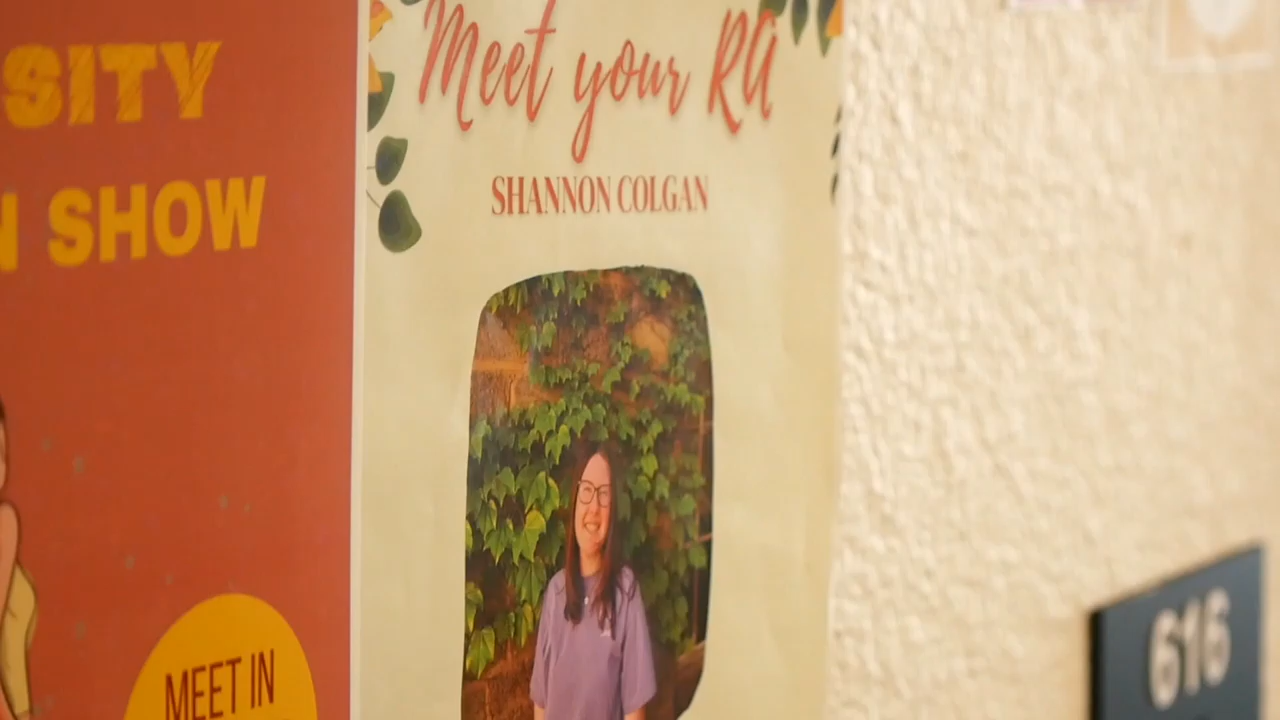 SITY
N SHOW
MEET IN
Meet your RA
SHANNON COLGAN
616